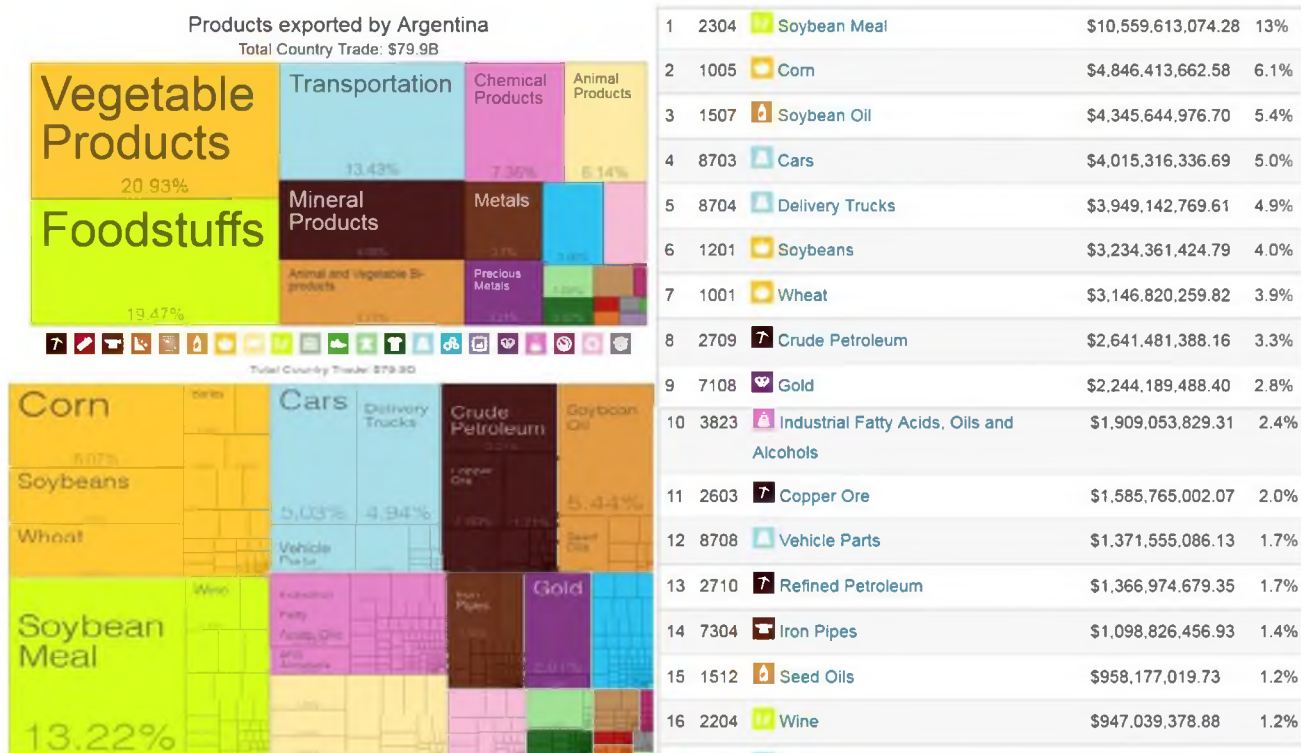 Products exported by Argentina
Total Country Trade: $79.9B
Vegetable Products
20.93%
Foodstuffs
19.47%
Transportation
13.43%
Chemical Products
7.36%
Animal Products
6.14%
Mineral Products
Metals
Animal and Vegetable Bi-products
Precious Metals
Total Country Trade: $79.9B
Corn
6.07%
Soybeans
Wheat
Cars
5.03%
Delivery Trucks
4.94%
Vehicle Parts
Crude Petroleum
Copper Ore
Soybean Oil
5.44%
Seed Oils
Soybean Meal
13.22%
Wine
Iron Pipes
Gold
1 2304 Soybean Meal $10,559,613,074.28 13%
2 1005 Corn $4,846,413,662.58 6.1%
3 1507 Soybean Oil $4,345,644,976.70 5.4%
4 8703 Cars $4,015,316,336.69 5.0%
5 8704 Delivery Trucks $3,949,142,769.61 4.9%
6 1201 Soybeans $3,234,361,424.79 4.0%
7 1001 Wheat $3,146,820,259.82 3.9%
8 2709 Crude Petroleum $2,641,481,388.16 3.3%
9 7108 Gold $2,244,189,488.40 2.8%
10 3823 Industrial Fatty Acids, Oils and Alcohols $1,909,053,829.31 2.4%
11 2603 Copper Ore $1,585,765,002.07 2.0%
12 8708 Vehicle Parts $1,371,555,086.13 1.7%
13 2710 Refined Petroleum $1,366,974,679.35 1.7%
14 7304 Iron Pipes $1,098,826,456.93 1.4%
15 1512 Seed Oils $958,177,019.73 1.2%
16 2204 Wine $947,039,378.88 1.2%